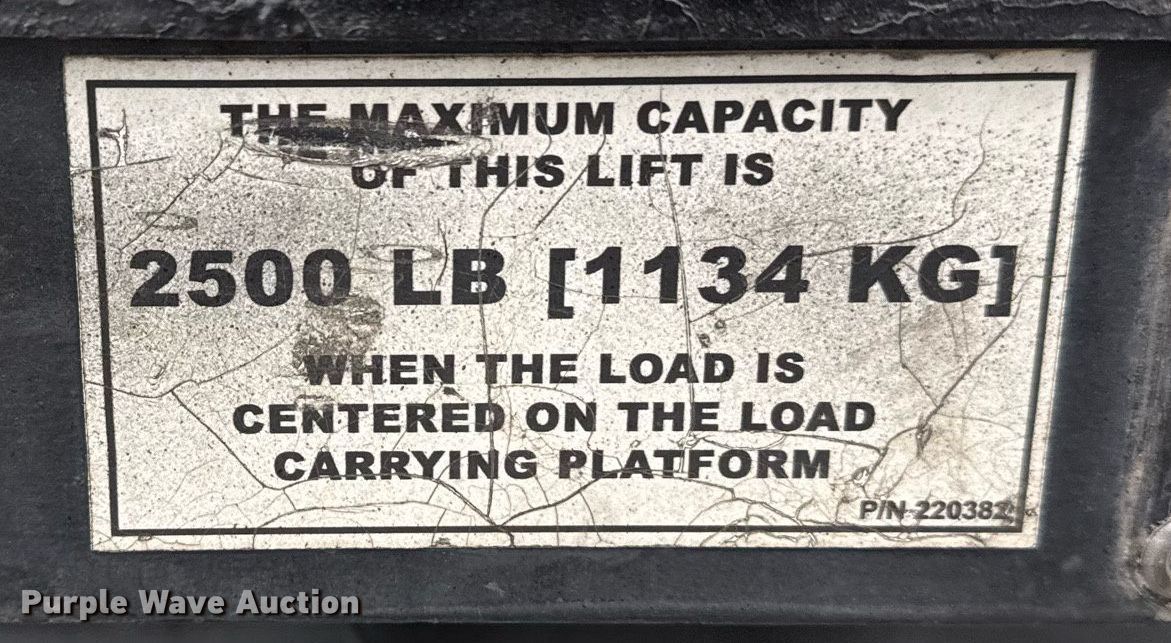 THE MAXIMUM CAPACITY
OF THIS LIFT IS
2500 LB [1134 KG]
WHEN THE LOAD IS
CENTERED ON THE LOAD
CARRYING PLATFORM
P/N 220382
Purple Wave Auction